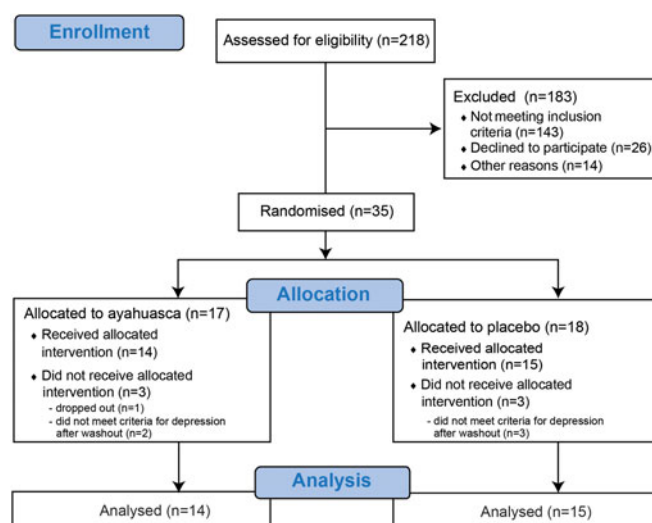 Enrollment
Assessed for eligibility (n=218)
Excluded (n=183)
♦ Not meeting inclusion
criteria (n=143)
♦ Declined to participate (n=26)
♦ Other reasons (n=14)
Randomised (n=35)
Allocation
Allocated to ayahuasca (n=17)
♦ Received allocated
intervention (n=14)
♦ Did not receive allocated
intervention (n=3)
- dropped out (n=1)
- did not meet criteria for depression
after washout (n=2)
Allocated to placebo (n=18)
♦ Received allocated
intervention (n=15)
♦ Did not receive allocated
intervention (n=3)
- did not meet criteria for depression
after washout (n=3)
Analysis
Analysed (n=14)
Analysed (n=15)